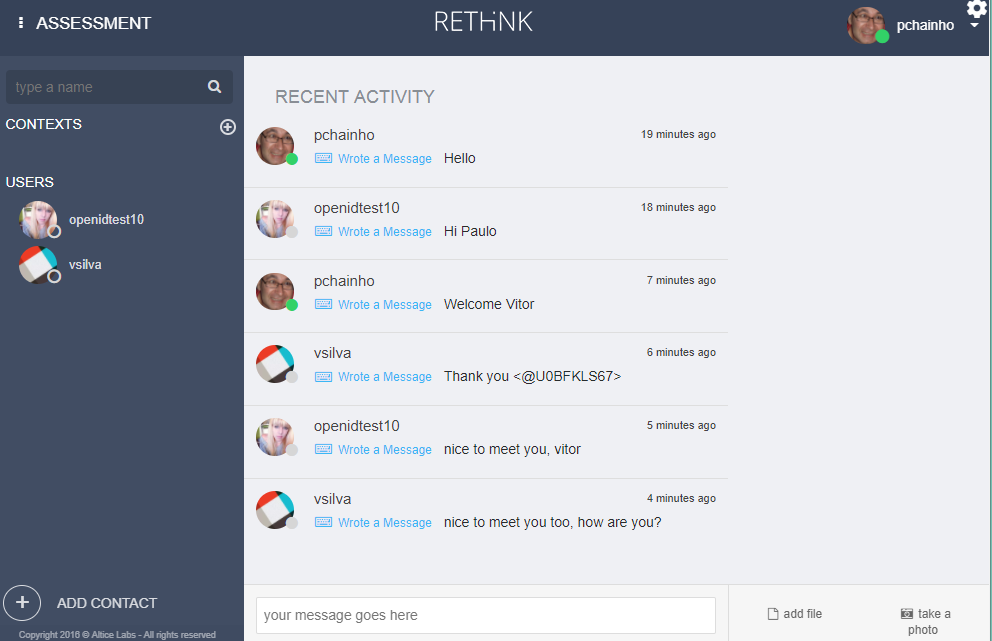 ASSESSMENT
RETHiNK
pchainho
type a name
CONTEXTS
USERS
openidtest10
vsilva
ADD CONTACT
Copyright 2016 © Altice Labs - All rights reserved
RECENT ACTIVITY
pchainho
19 minutes ago
Wrote a Message Hello
openidtest10
18 minutes ago
Wrote a Message Hi Paulo
pchainho
7 minutes ago
Wrote a Message Welcome Vitor
vsilva
6 minutes ago
Wrote a Message Thank you <@U0BFKLS67>
openidtest10
5 minutes ago
Wrote a Message nice to meet you, vitor
vsilva
4 minutes ago
Wrote a Message nice to meet you too, how are you?
your message goes here
add file
take a
photo